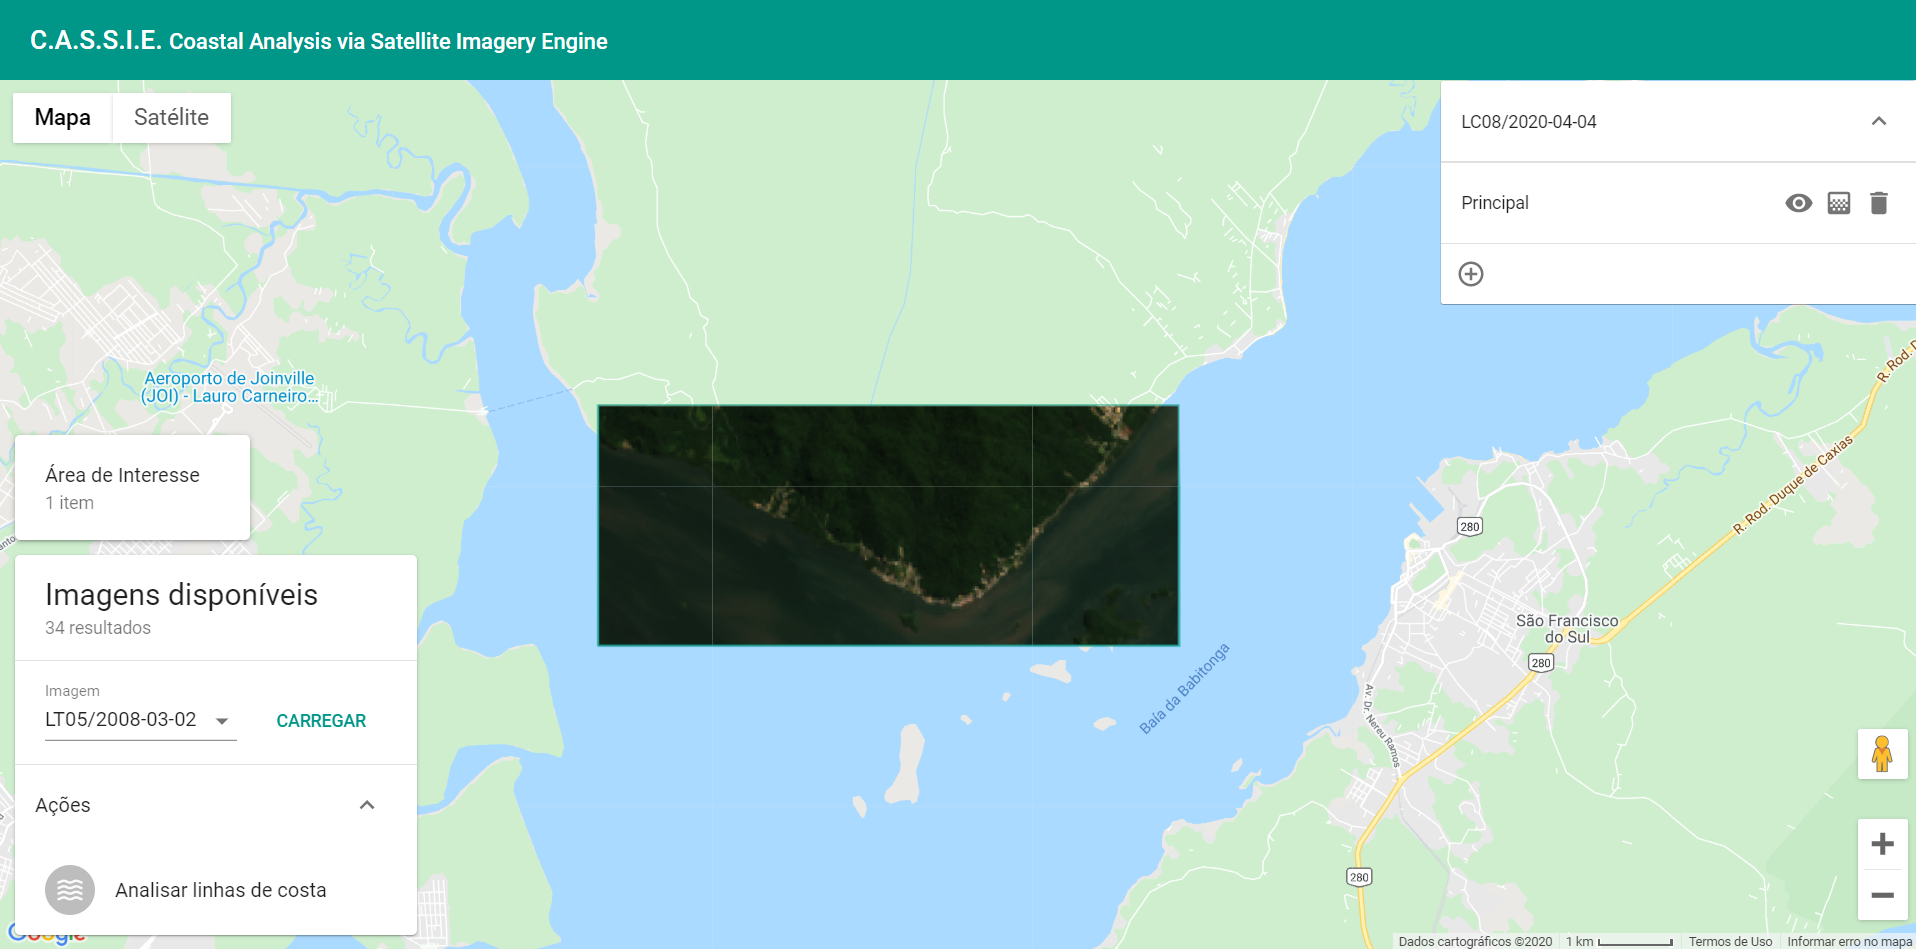 C.A.S.S.I.E. Coastal Analysis via Satellite Imagery Engine
Mapa
Satélite
LC08/2020-04-04
Principal
Aeroporto de Joinville
(JOI) - Lauro Carneiro...
Área de Interesse
1 item
Imagens disponíveis
34 resultados
Imagem
LT05/2008-03-02
CARREGAR
Ações
Analisar linhas de costa
R. Rod. D
R. Rod. Duque de Caxias
280
São Francisco
do Sul
280
Baía da Babitonga
Av. Dr. Nereu Ramos
280
Google
Dados cartográficos ©2020
1 km
Termos de Uso
Informar erro no mapa